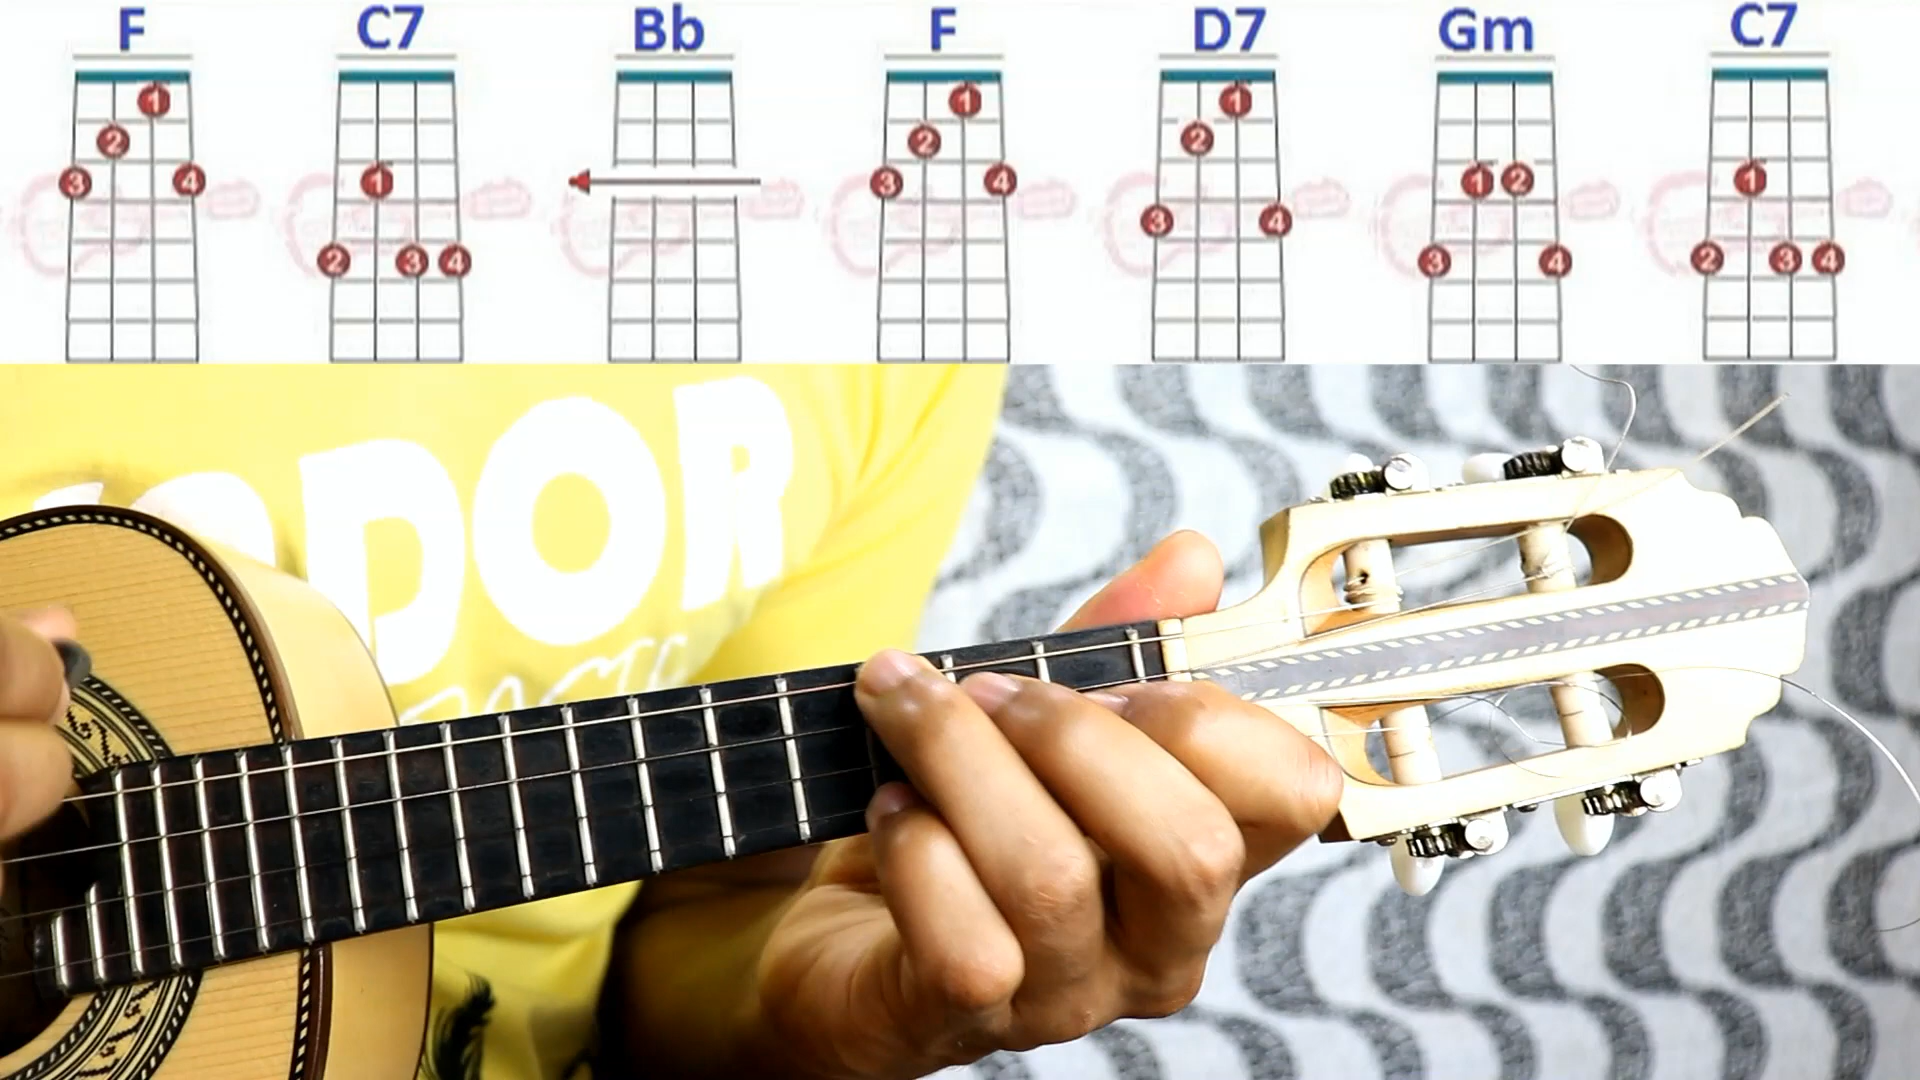 F C7 Bb F D7 Gm C7
1 1 1
2 2 2
3 4 1 3 4 1 2 1
3 4
2 3 4 3 4 2 3 4
DOR